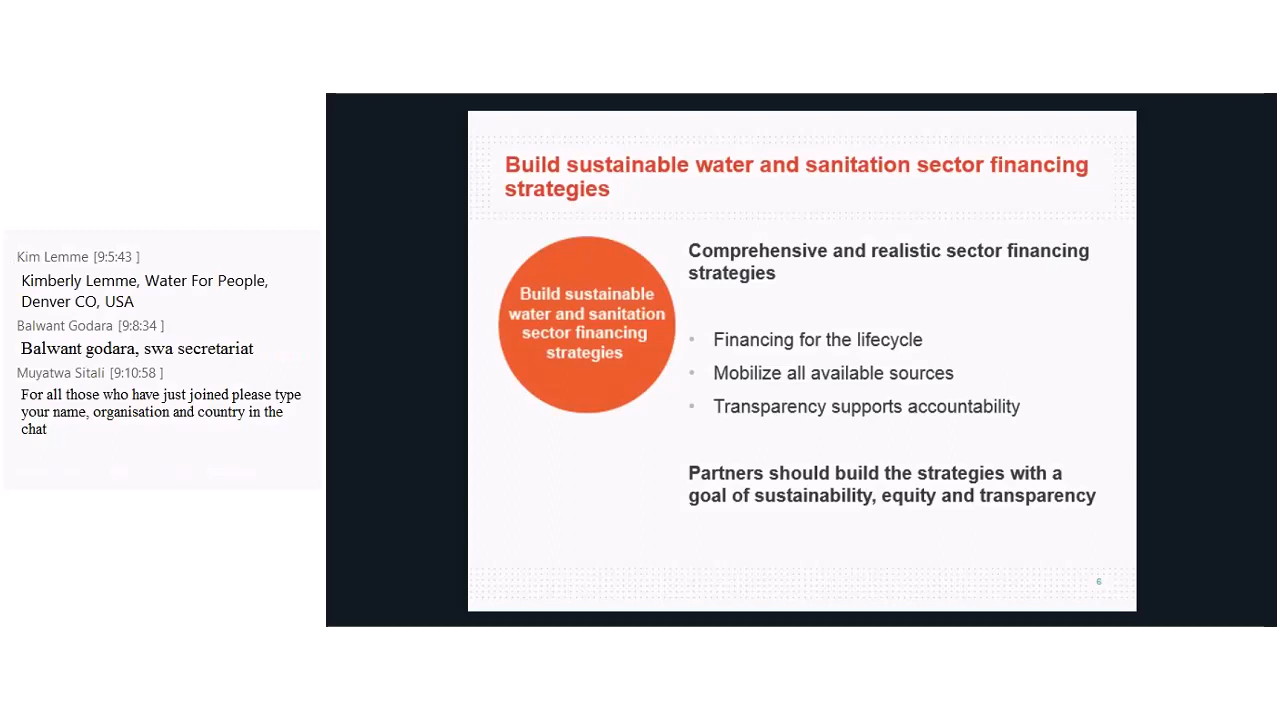 Kim Lemme [9:5:43 ]
Kimberly Lemme, Water For People,
Denver CO, USA
Balwant Godara [9:8:34 ]
Balwant godara, swa secretariat
Muyatwa Sitali [9:10:58 ]
For all those who have just joined please type
your name, organisation and country in the
chat
Build sustainable water and sanitation sector financing
strategies
Build sustainable
water and sanitation
sector financing
strategies
Comprehensive and realistic sector financing
strategies
• Financing for the lifecycle
• Mobilize all available sources
• Transparency supports accountability
Partners should build the strategies with a
goal of sustainability, equity and transparency
6